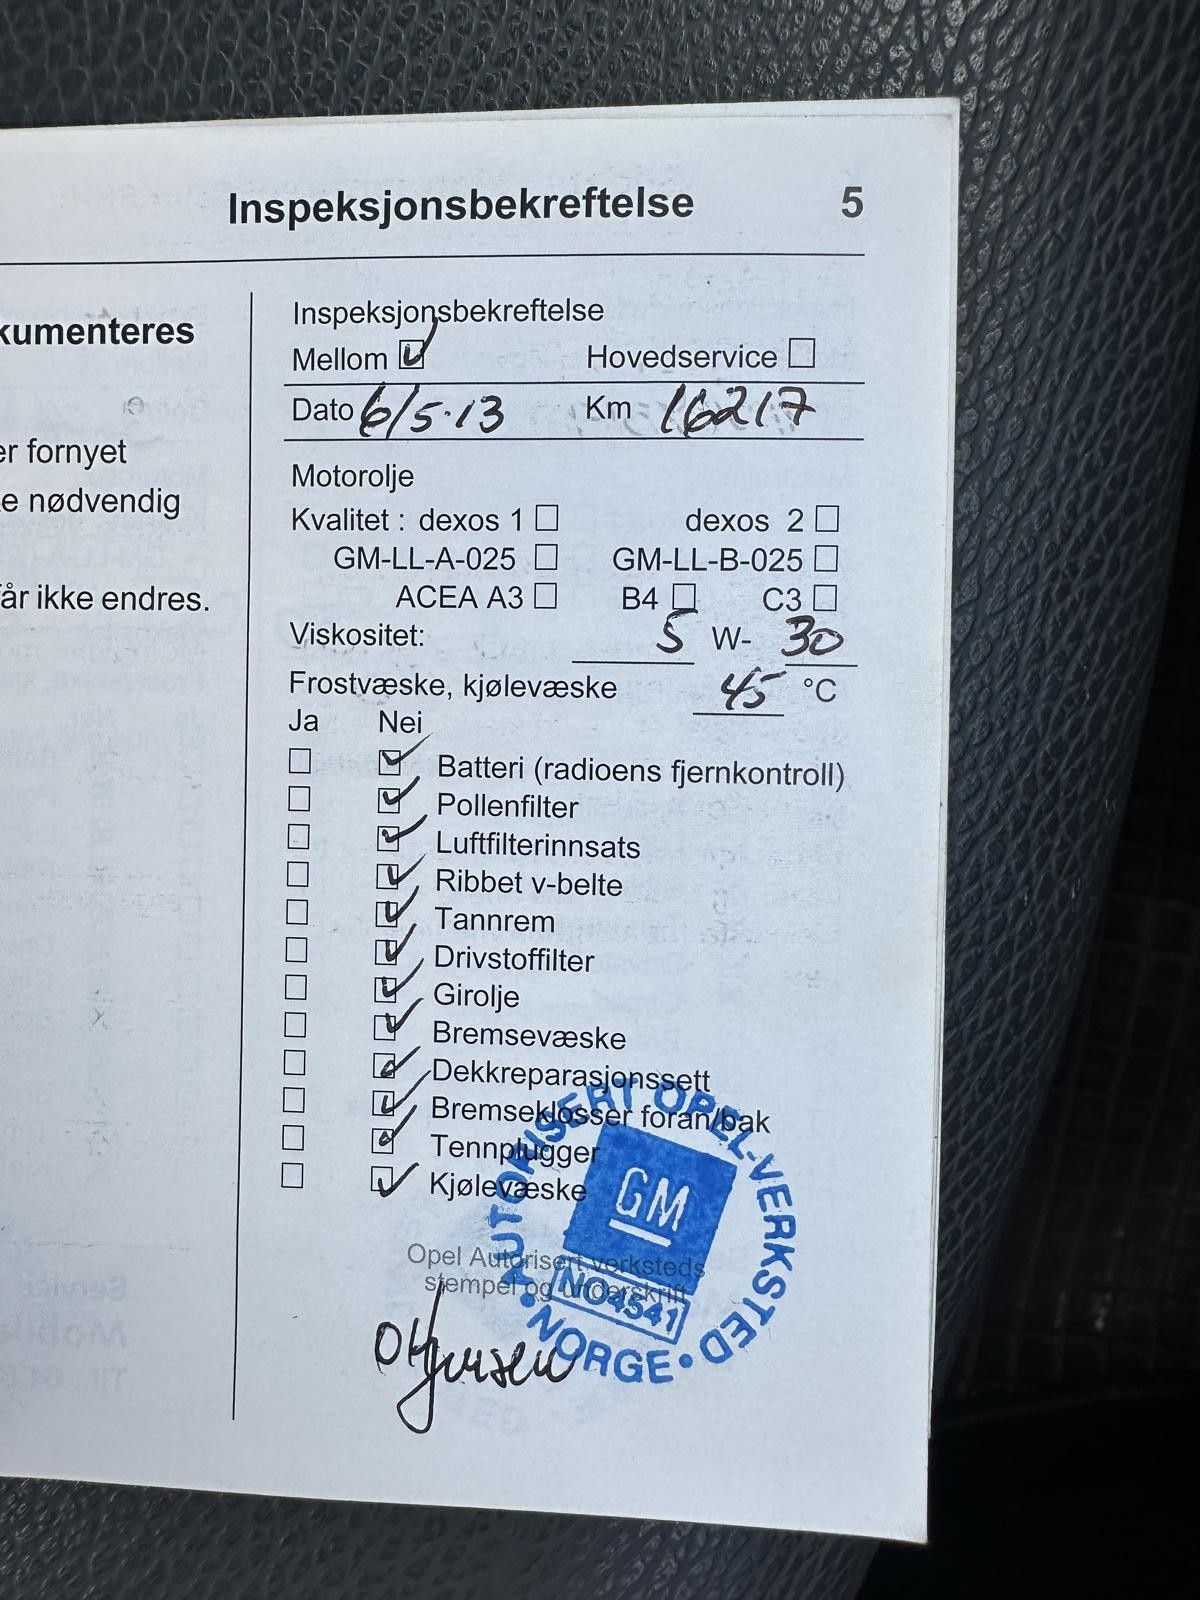 Inspeksjonsbekreftelse 5
kumenteres
er fornyet
e nødvendig
får ikke endres.
Inspeksjonsbekreftelse
Mellom Hovedservice
Dato 6/5.13 Km 16217
Motorolje
Kvalitet : dexos 1 dexos 2
GM-LL-A-025 GM-LL-B-025
ACEA A3 B4 C3
Viskositet: 5 W- 30
Frostvæske, kjølevæske 45 °C
Ja Nei
Batteri (radioens fjernkontroll)
Pollenfilter
Luftfilterinnsats
Ribbet v-belte
Tannrem
Drivstoffilter
Girolje
Bremsevæske
Dekkreparasjonssett
Bremseklosser foran/bak
Tennplugger
Kjølevæske
Opel Autorisert verksteds
stempel og underskrift
AUTORISERT OPEL-VERKSTED
GM
NO4541
• NORGE •